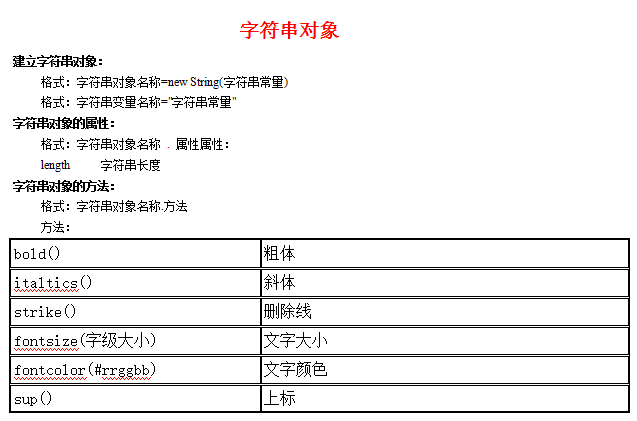 字符串对象
建立字符串对象:
格式: 字符串对象名称=new String(字符串常量)
格式: 字符串变量名称="字符串常量"
字符串对象的属性:
格式: 字符串对象名称 . 属性属性:
length 字符串长度
字符串对象的方法:
格式: 字符串对象名称.方法
方法:
bold() 粗体
italtics() 斜体
strike() 删除线
fontsize(字级大小) 文字大小
fontcolor(#rrggbb) 文字颜色
sup() 上标